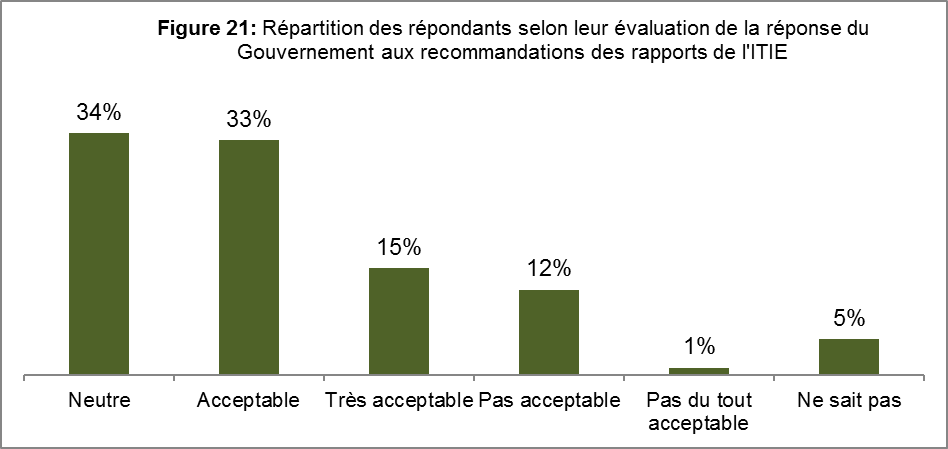 Figure 21: Répartition des répondants selon leur évaluation de la réponse du
Gouvernement aux recommandations des rapports de l'ITIE
34%
33%
15%
12%
1%
5%
Neutre
Acceptable
Très acceptable
Pas acceptable
Pas du tout
acceptable
Ne sait pas